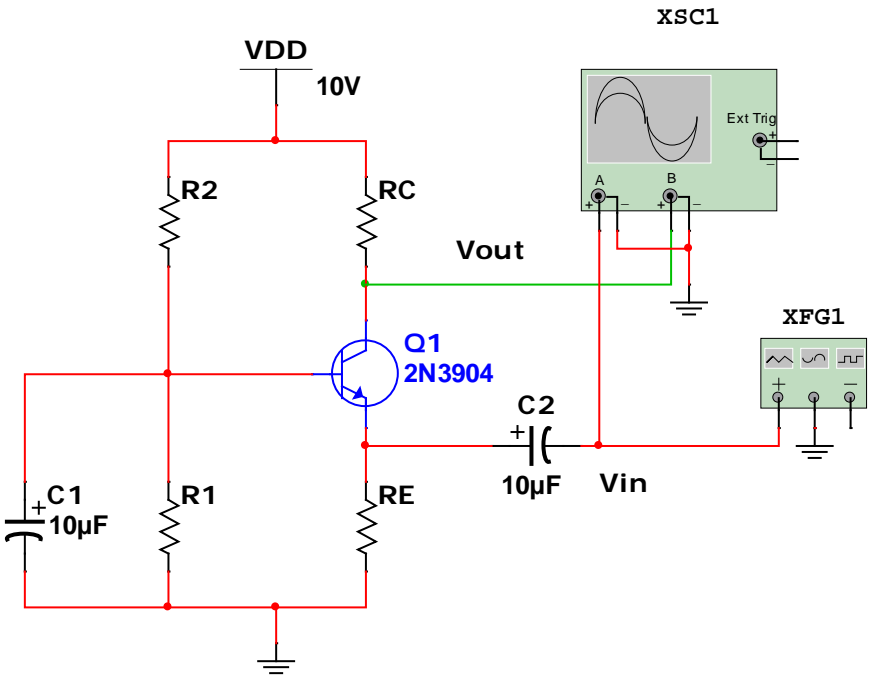 XSC1
VDD
10V
Ext Trig
+
−
A
B
+
−
+
−
R2
RC
Vout
XFG1
Q1
2N3904
+
−
C2
+
10µF
Vin
C1
+
10µF
R1
RE